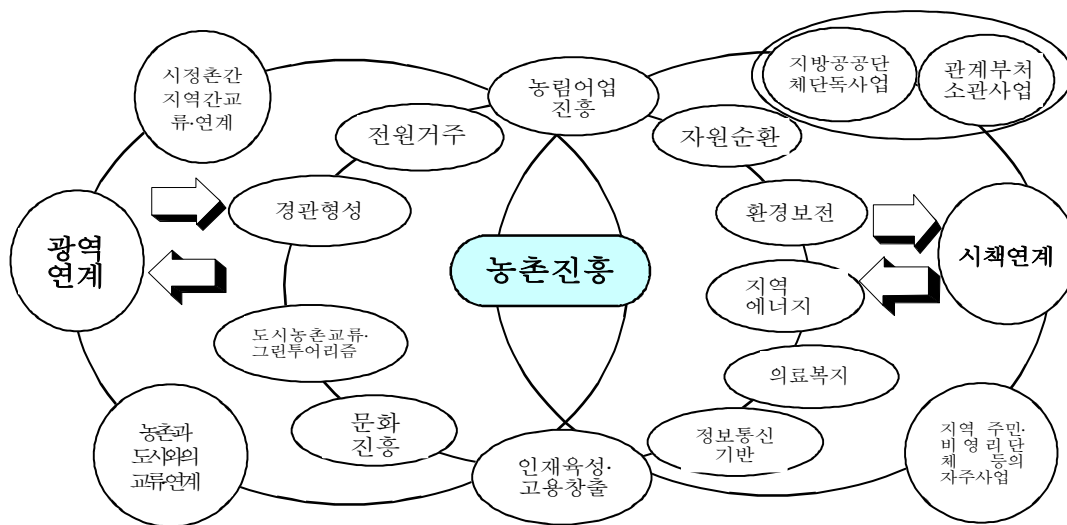 시정촌간
지역간교
류·연계
농림어업
진흥
지방공공단
체단독사업
관계부처
소관사업
전원거주
자원순환
경관형성
환경보전
광역
연계
농촌진흥
시책연계
지역
에너지
도시농촌교류·
그린투어리즘
의료복지
문화
진흥
정보통신
기반
농촌과
도시와의
교류연계
인재육성·
고용창출
지역 주민·
비영리단
체 등의
자주사업